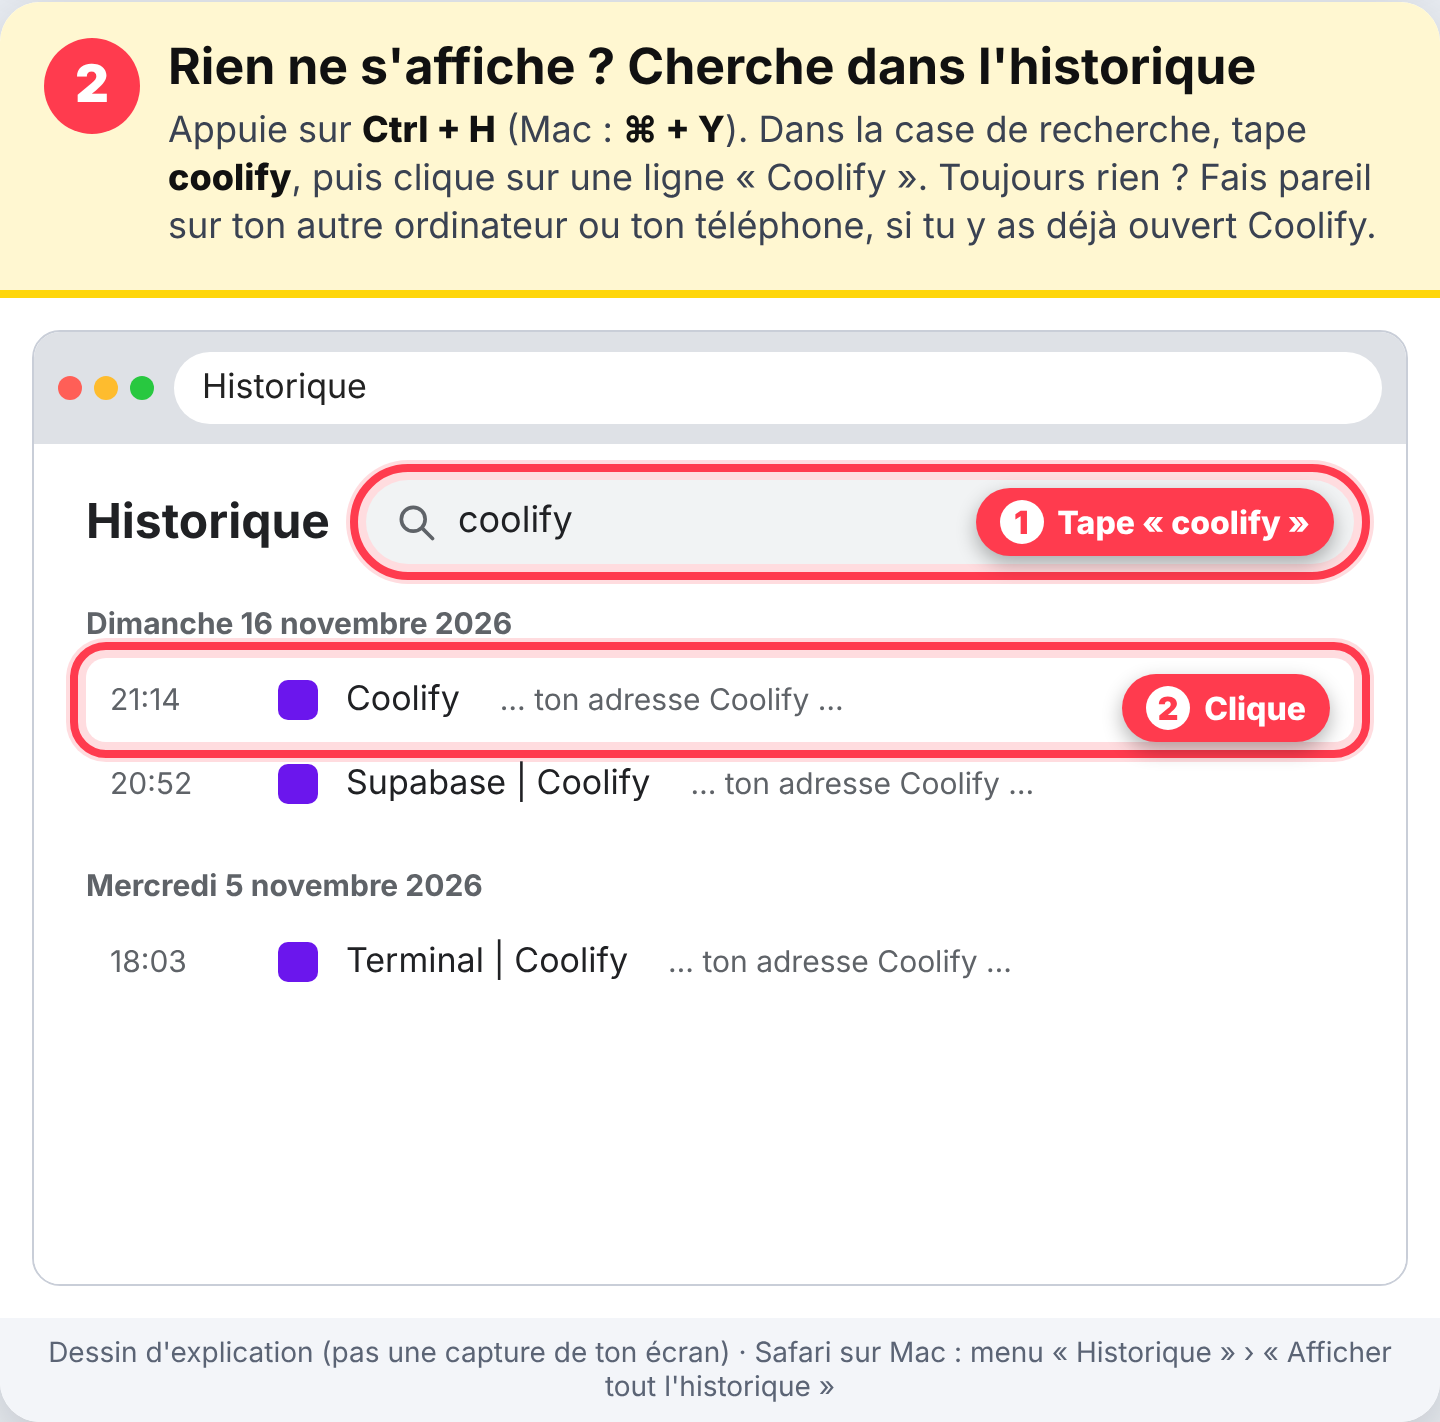 2
Rien ne s'affiche ? Cherche dans l'historique
Appuie sur Ctrl + H (Mac : ⌘ + Y). Dans la case de recherche, tape
coolify, puis clique sur une ligne « Coolify ». Toujours rien ? Fais pareil
sur ton autre ordinateur ou ton téléphone, si tu y as déjà ouvert Coolify.
Historique
Historique
coolify
1 Tape « coolify »
Dimanche 16 novembre 2026
21:14 Coolify ... ton adresse Coolify ...
2 Clique
20:52 Supabase | Coolify ... ton adresse Coolify ...
Mercredi 5 novembre 2026
18:03 Terminal | Coolify ... ton adresse Coolify ...
Dessin d'explication (pas une capture de ton écran) · Safari sur Mac : menu « Historique » › « Afficher
tout l'historique »